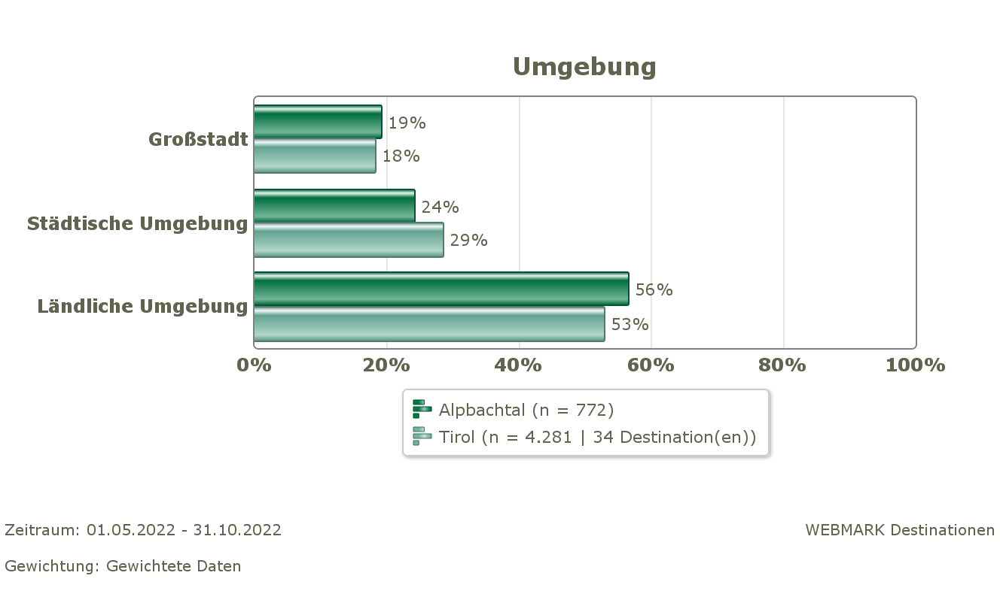 Umgebung
Großstadt
19%
18%
Städtische Umgebung
24%
29%
Ländliche Umgebung
56%
53%
0% 20% 40% 60% 80% 100%
Alpbachtal (n = 772)
Tirol (n = 4.281 | 34 Destination(en))
Zeitraum: 01.05.2022 - 31.10.2022
WEBMARK Destinationen
Gewichtung: Gewichtete Daten